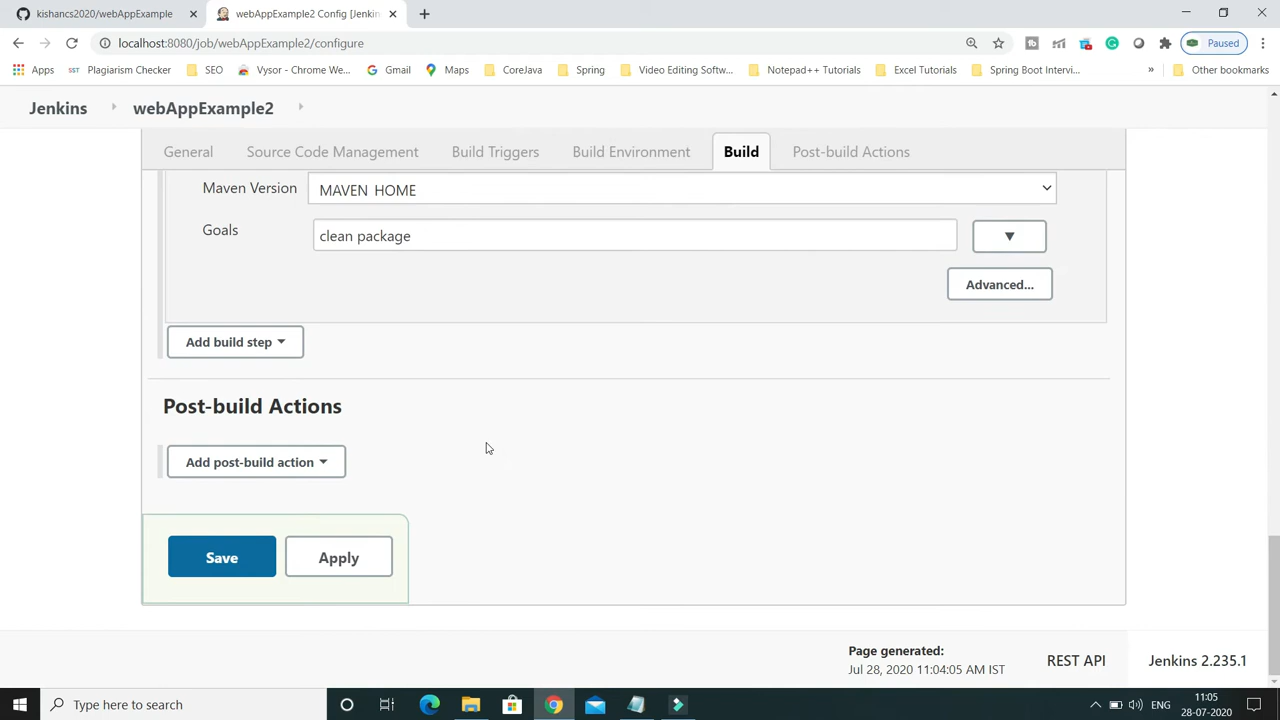 kishancs2020/webAppExample
webAppExample2 Config [Jenkin
localhost:8080/job/webAppExample2/configure
Paused
Apps
SST
Plagiarism Checker
SEO
Vysor - Chrome We...
Gmail
Maps
CoreJava
Spring
Video Editing Softw...
Notepad++ Tutorials
Excel Tutorials
Spring Boot Intervi...
»
Other bookmarks
Jenkins
webAppExample2
General
Source Code Management
Build Triggers
Build Environment
Build
Post-build Actions
Maven Version
MAVEN HOME
Goals
clean package
Advanced...
Add build step
Post-build Actions
Add post-build action
Save
Apply
Page generated:
Jul 28, 2020 11:04:05 AM IST
REST API
Jenkins 2.235.1
Type here to search
ENG
11:05
28-07-2020